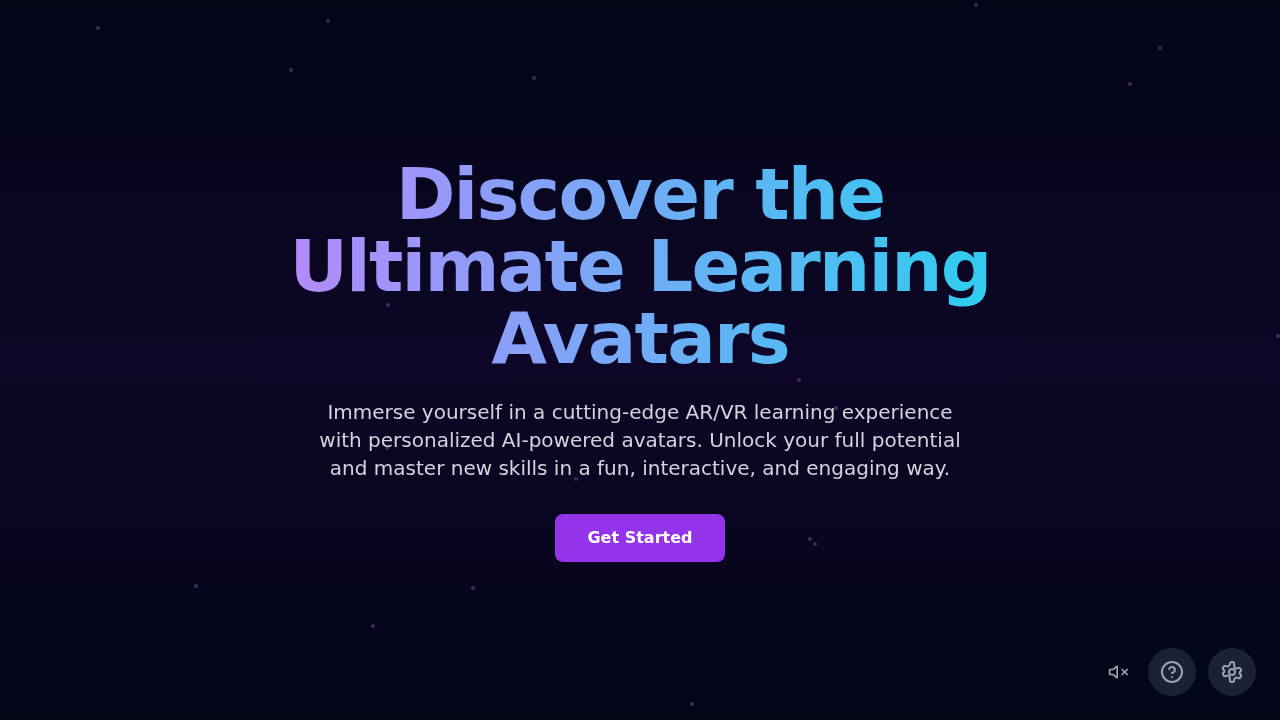 Discover the
Ultimate Learning
Avatars
Immerse yourself in a cutting-edge AR/VR learning experience
with personalized AI-powered avatars. Unlock your full potential
and master new skills in a fun, interactive, and engaging way.
Get Started